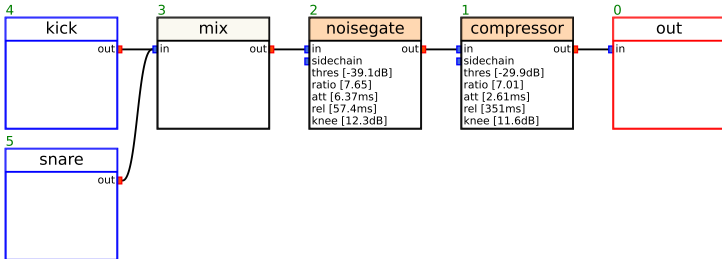 4
kick
out
3
mix
in out
2
noisegate
in out
sidechain
thres [-39.1dB]
ratio [7.65]
att [6.37ms]
rel [57.4ms]
knee [12.3dB]
1
compressor
in out
sidechain
thres [-29.9dB]
ratio [7.01]
att [2.61ms]
rel [351ms]
knee [11.6dB]
0
out
in
5
snare
out